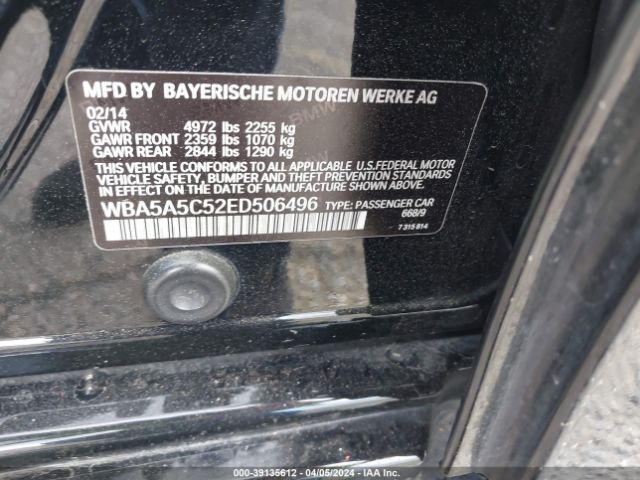 MFD BY BAYERISCHE MOTOREN WERKE AG
02/14
GVWR 4972 lbs 2255 kg
GAWR FRONT 2359 lbs 1070 kg
GAWR REAR 2844 lbs 1290 kg
THIS VEHICLE CONFORMS TO ALL APPLICABLE U.S.FEDERAL MOTOR
VEHICLE SAFETY, BUMPER, AND THEFT PREVENTION STANDARDS
IN EFFECT ON THE DATE OF MANUFACTURE SHOWN ABOVE.
WBA5A5C52ED506496 TYPE: PASSENGER CAR
668/9
7 315 814
000-39135612 - 04/05/2024 - IAA Inc.